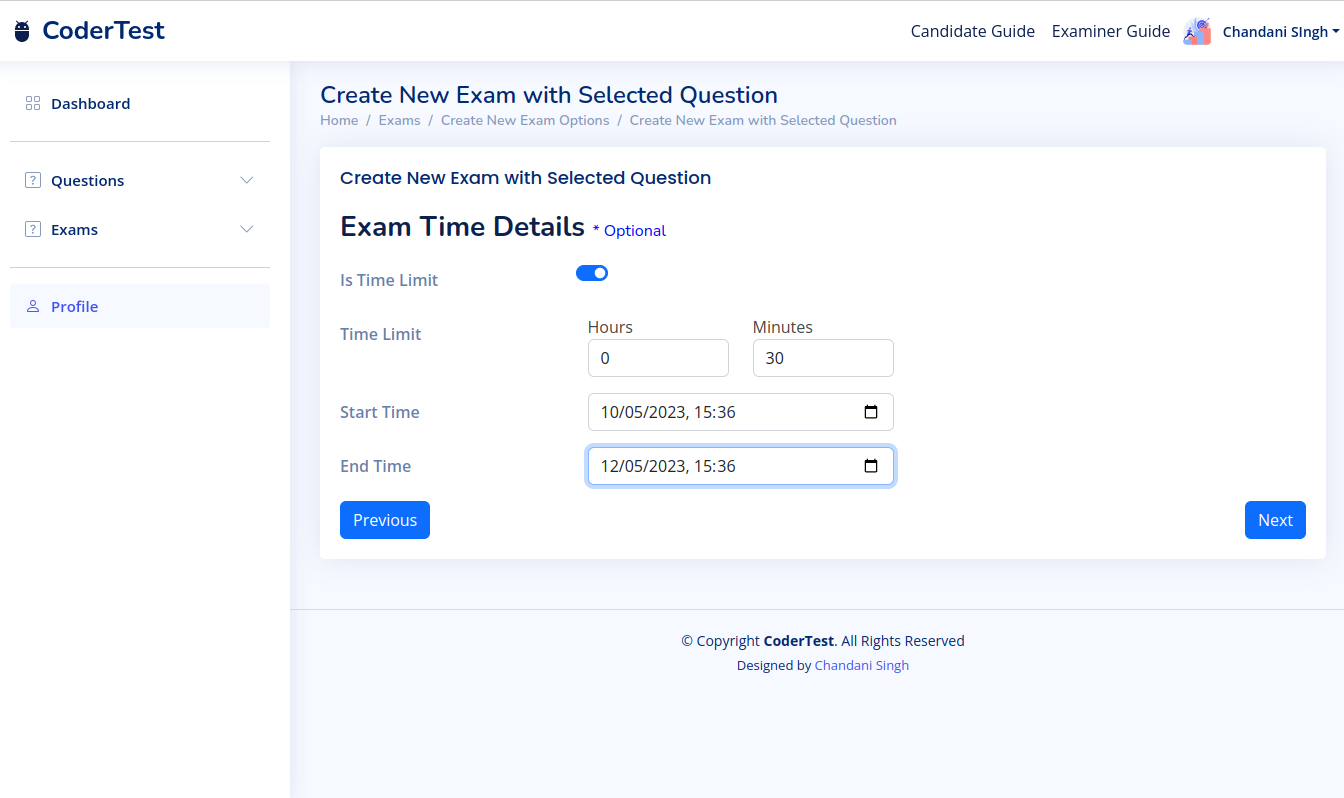 CoderTest
Candidate Guide
Examiner Guide
Chandani SIngh
Dashboard
Questions
Exams
Profile
Create New Exam with Selected Question
Home / Exams / Create New Exam Options / Create New Exam with Selected Question
Create New Exam with Selected Question
Exam Time Details * Optional
Is Time Limit
Time Limit
Hours
Minutes
0
30
Start Time
10/05/2023, 15:36
End Time
12/05/2023, 15:36
Previous
Next
© Copyright CoderTest. All Rights Reserved
Designed by Chandani Singh